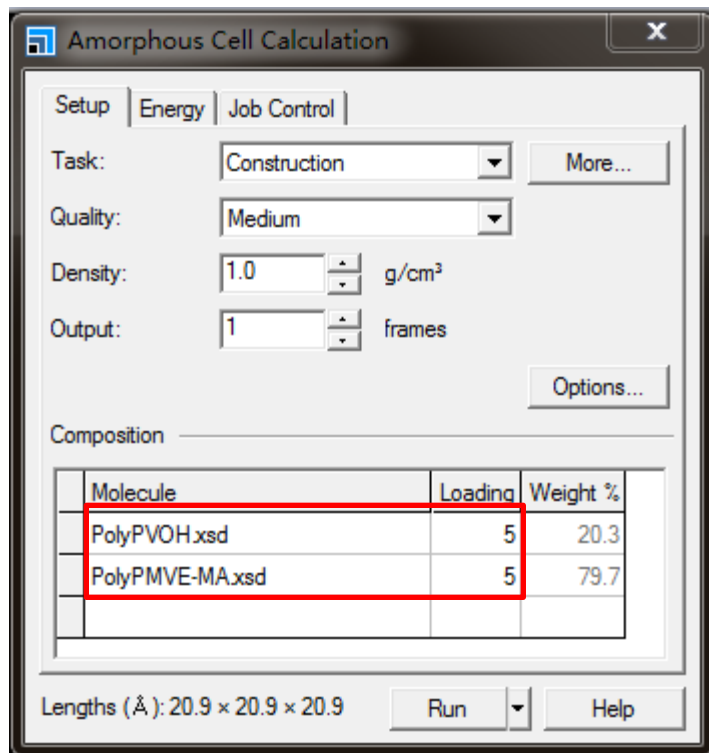 Amorphous Cell Calculation
x
Setup Energy Job Control
Task: Construction More...
Quality: Medium
Density: 1.0 g/cm³
Output: 1 frames
Options...
Composition
Molecule Loading Weight %
PolyPVOH.xsd 5 20.3
PolyPMVE-MA.xsd 5 79.7
Lengths (Å): 20.9 × 20.9 × 20.9 Run Help